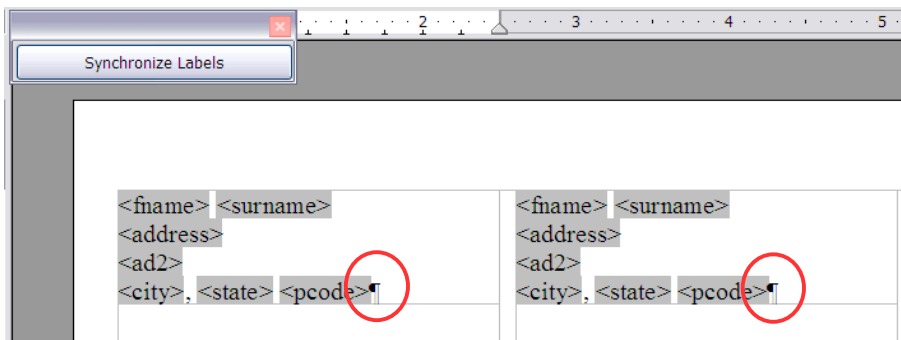 2 3 4 5
Synchronize Labels
<fname> <surname> <fname> <surname>
<address> <address>
<ad2> <ad2>
<city>, <state> <pcode>¶ <city>, <state> <pcode>¶